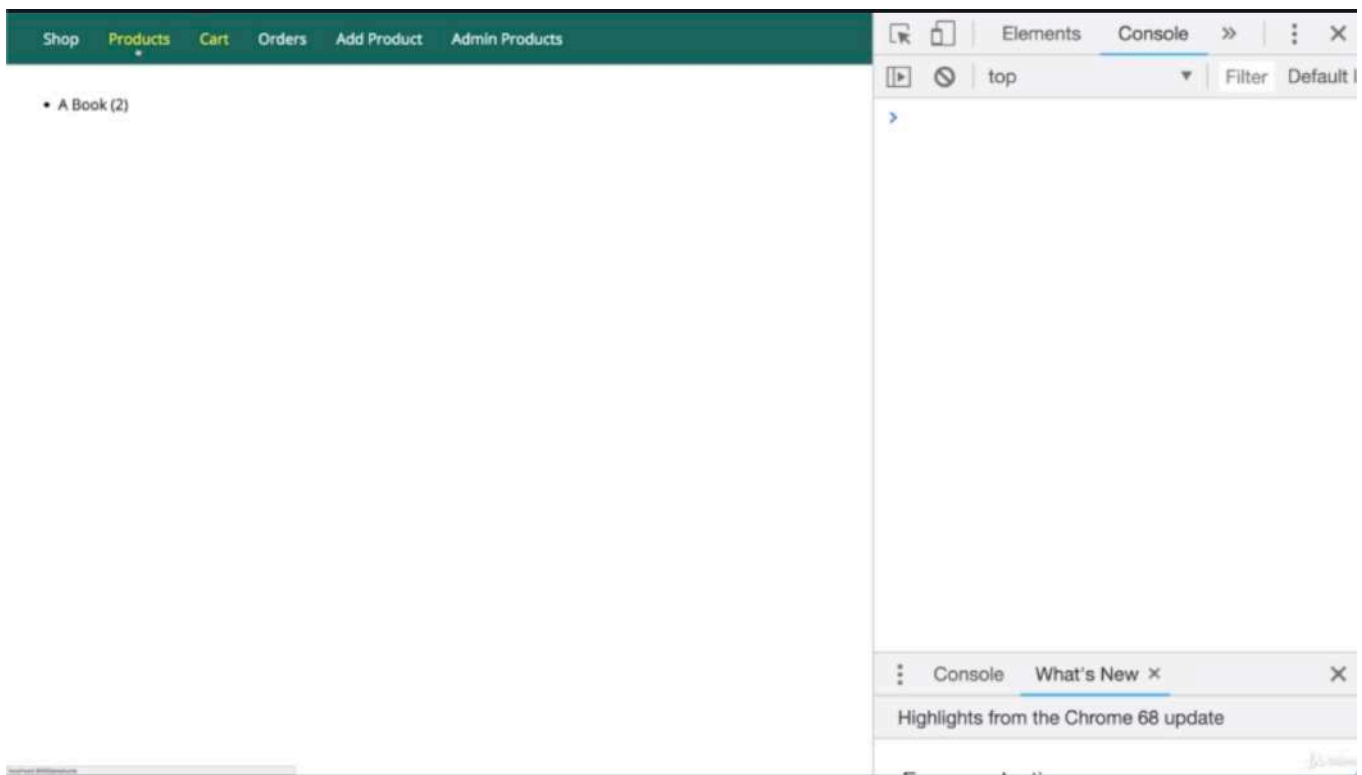 Shop Products Cart Orders Add Product Admin Products
• A Book (2)
Elements Console »
top Filter Default
>
Console What's New ×
Highlights from the Chrome 68 update